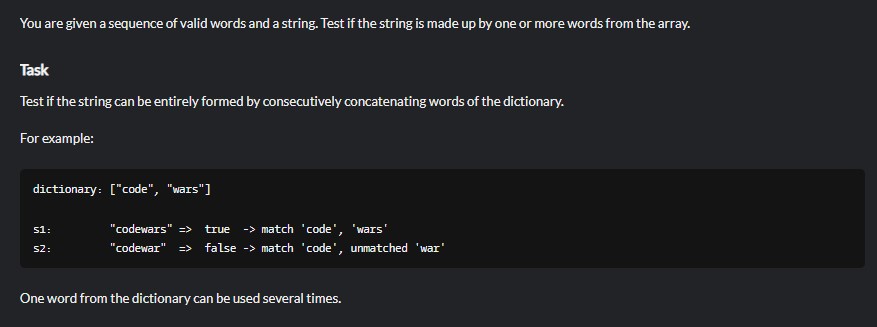 You are given a sequence of valid words and a string. Test if the string is made up by one or more words from the array.
Task
Test if the string can be entirely formed by consecutively concatenating words of the dictionary.
For example:
dictionary: ["code", "wars"]
s1: "codewars" => true -> match 'code', 'wars'
s2: "codewar" => false -> match 'code', unmatched 'war'
One word from the dictionary can be used several times.